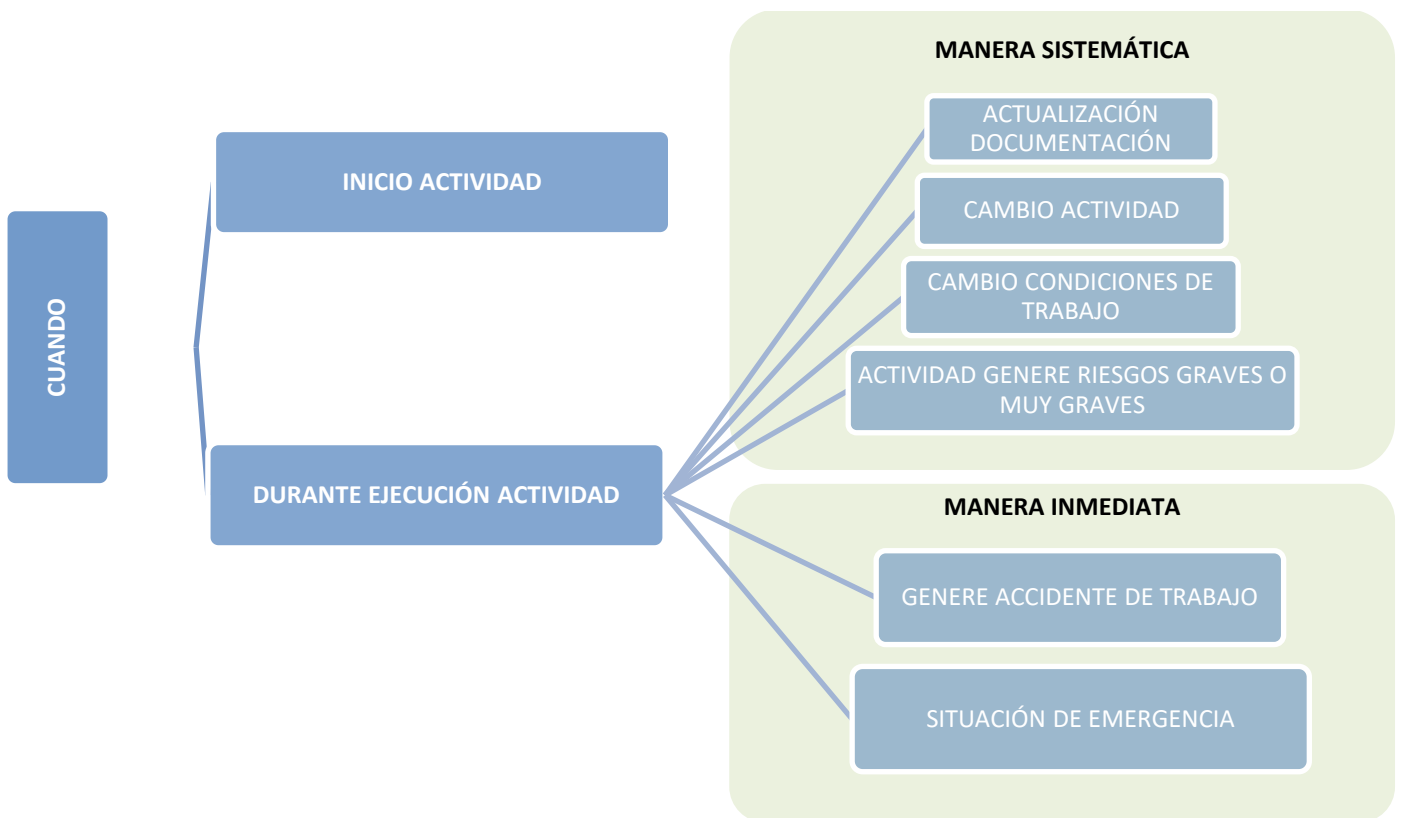 CUANDO
INICIO ACTIVIDAD
DURANTE EJECUCIÓN ACTIVIDAD
MANERA SISTEMÁTICA
ACTUALIZACIÓN
DOCUMENTACIÓN
CAMBIO ACTIVIDAD
CAMBIO CONDICIONES DE
TRABAJO
ACTIVIDAD GENERE RIESGOS GRAVES O
MUY GRAVES
MANERA INMEDIATA
GENERE ACCIDENTE DE TRABAJO
SITUACIÓN DE EMERGENCIA